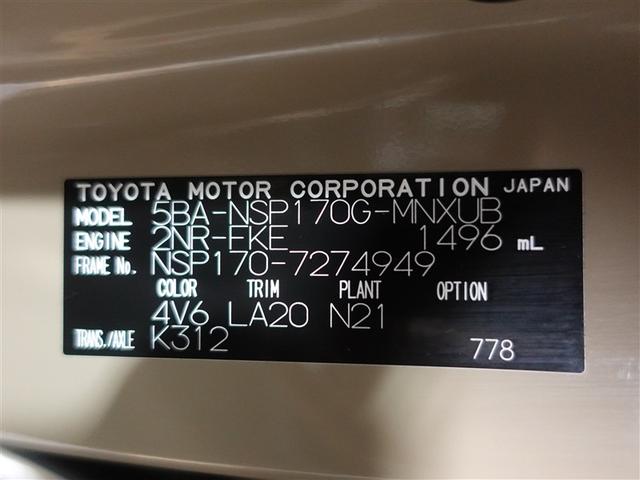 TOYOTA MOTOR CORPORATION JAPAN
MODEL 5BA-NSP170G-MNXUB
ENGINE 2NR-FKE 1496 mL
FRAME No. NSP170-7274949
COLOR TRIM PLANT OPTION
4V6 LA20 N21
TRANS./AXLE K312
778